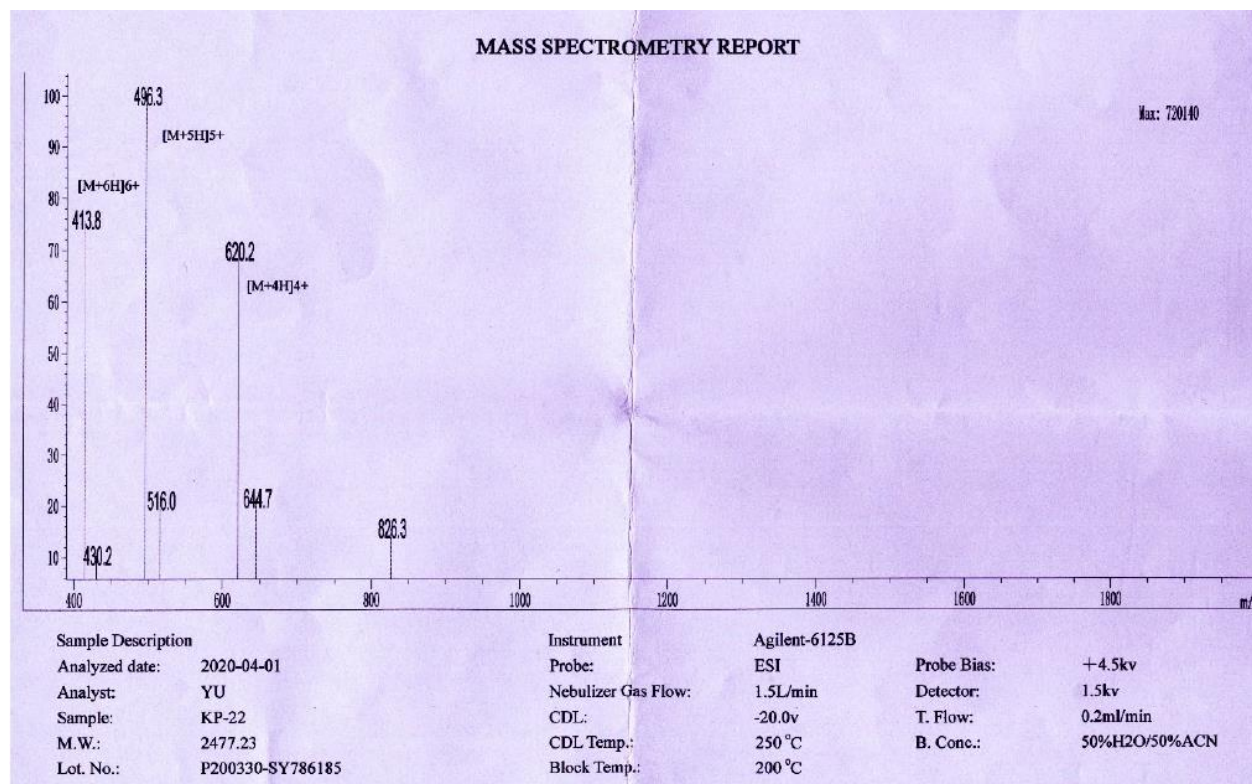 MASS SPECTROMETRY REPORT
Max: 720140
100
90
80
70
60
50
40
30
20
10
496.3
[M+5H]5+
[M+6H]6+
413.8
620.2
[M+4H]4+
516.0
644.7
430.2
826.3
400 600 800 1000 1200 1400 1600 1800 m/
Sample Description
Analyzed date: 2020-04-01
Analyst: YU
Sample: KP-22
M.W.: 2477.23
Lot. No.: P200330-SY786185
Instrument Agilent-6125B
Probe: ESI
Nebulizer Gas Flow: 1.5L/min
CDL: -20.0v
CDL Temp.: 250 °C
Block Temp.: 200 °C
Probe Bias: +4.5kv
Detector: 1.5kv
T. Flow: 0.2ml/min
B. Conc.: 50%H2O/50%ACN